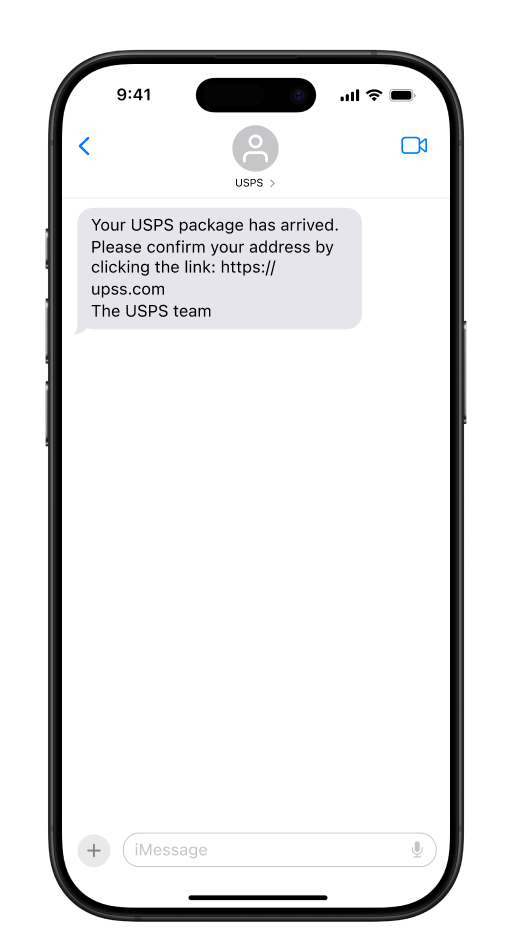 9:41
USPS
Your USPS package has arrived.
Please confirm your address by
clicking the link: https://
upss.com
The USPS team
iMessage